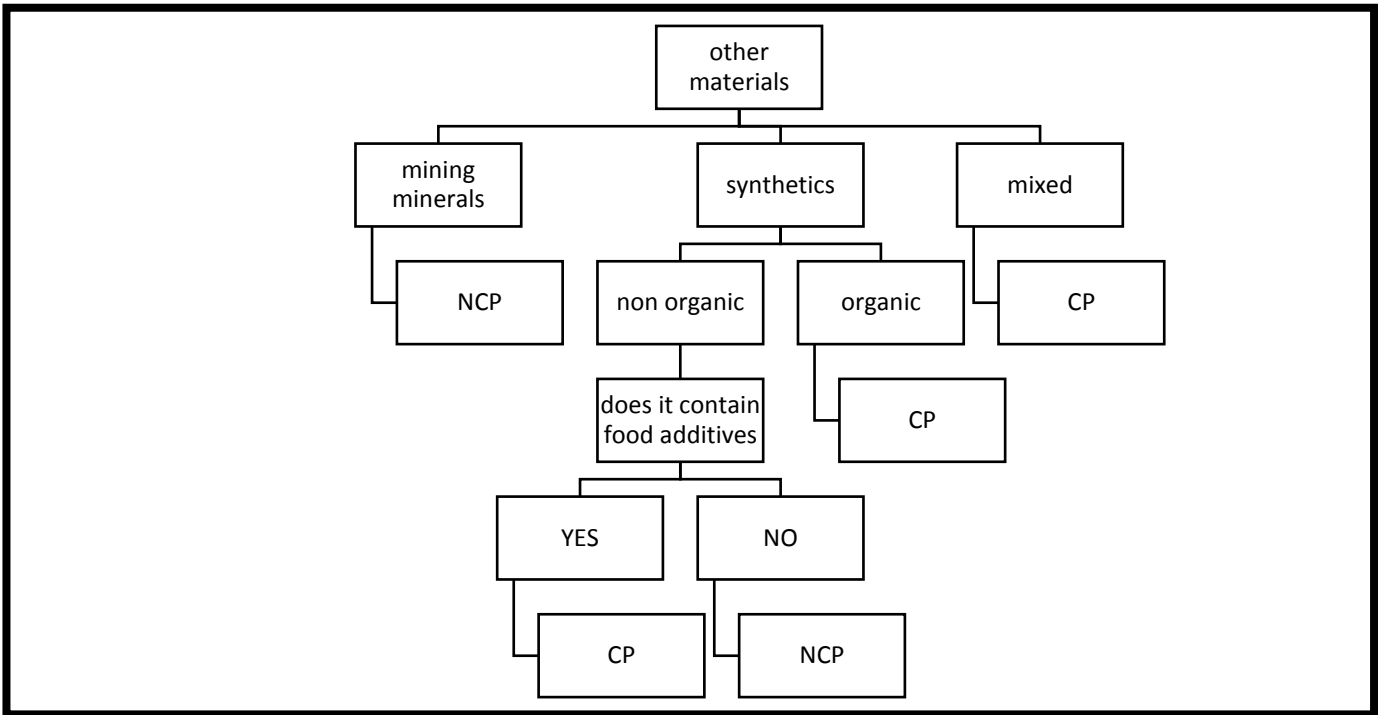 other
materials
mining
minerals
synthetics
mixed
NCP
non organic
organic
CP
does it contain
food additives
CP
YES
NO
CP
NCP